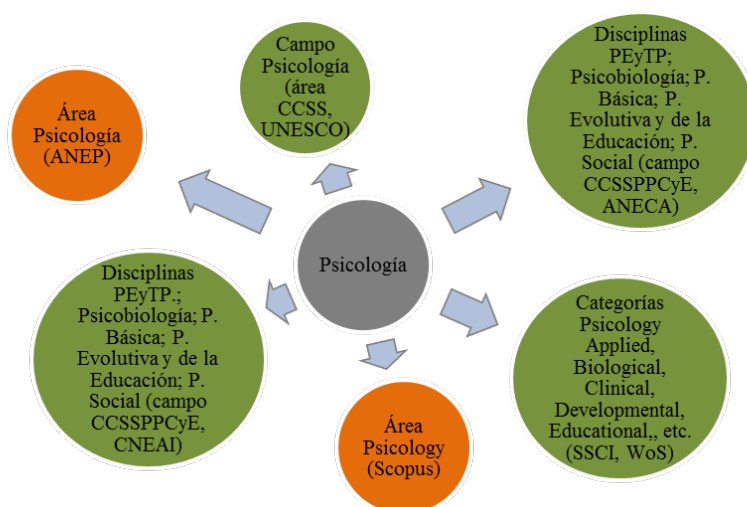 Campo
Psicología
(área
CCSS,
UNESCO)
Disciplinas
PEyTP;
Psicobiología; P.
Básica; P.
Evolutiva y de la
Educación; P.
Social (campo
CCSSPPCyE,
ANECA)
Área
Psicología
(ANEP)
Psicología
Disciplinas
PEyTP.;
Psicobiología; P.
Básica; P.
Evolutiva y de la
Educación; P.
Social (campo
CCSSPPCyE,
CNEAI)
Categorías
Psicology
Applied,
Biological,
Clinical,
Developmental,
Educational,, etc.
(SSCI, WoS)
Área
Psicology
(Scopus)